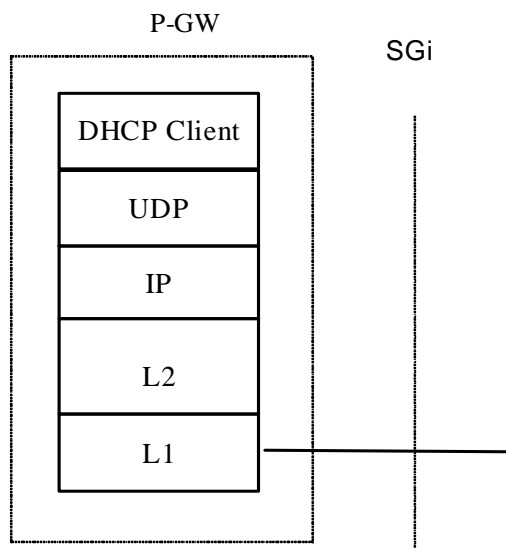 P-GW
SGi
DHCP Client
UDP
IP
L2
L1